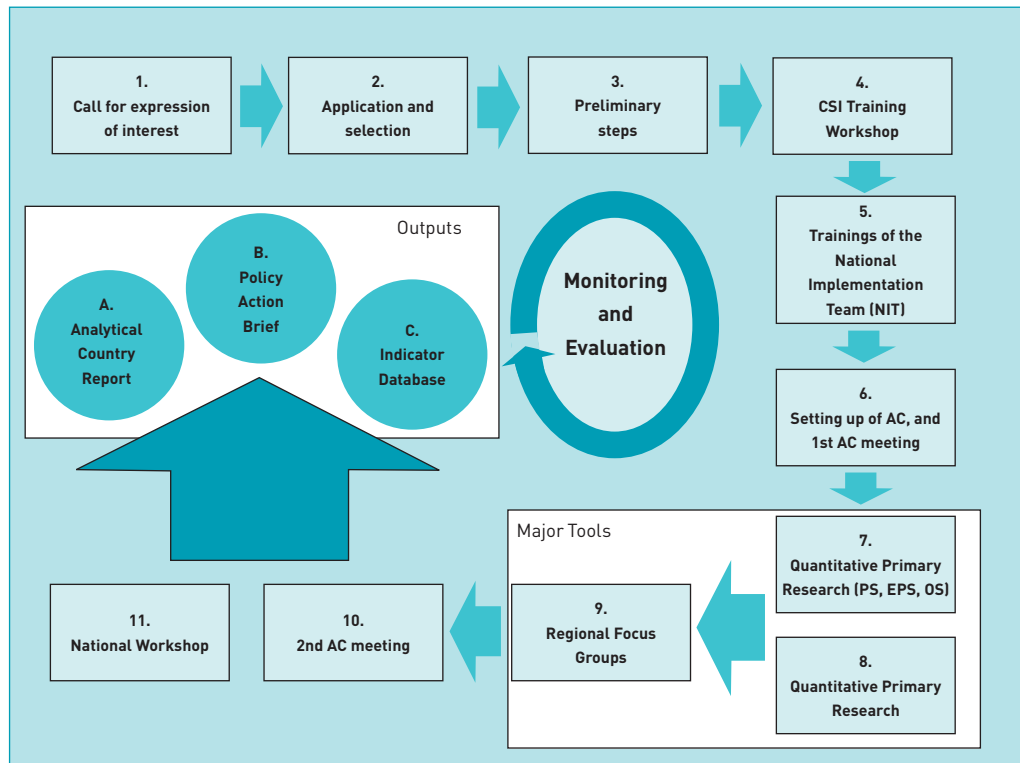 1.
Call for expression
of interest
2.
Application and
selection
3.
Preliminary
steps
4.
CSI Training
Workshop
5.
Trainings of the
National
Implementation
Team (NIT)
6.
Setting up of AC, and
1st AC meeting
Major Tools
7.
Quantitative Primary
Research (PS, EPS, OS)
8.
Quantitative Primary
Research
9.
Regional Focus
Groups
10.
2nd AC meeting
11.
National Workshop
Outputs
A.
Analytical
Country
Report
B.
Policy
Action
Brief
C.
Indicator
Database
Monitoring
and
Evaluation